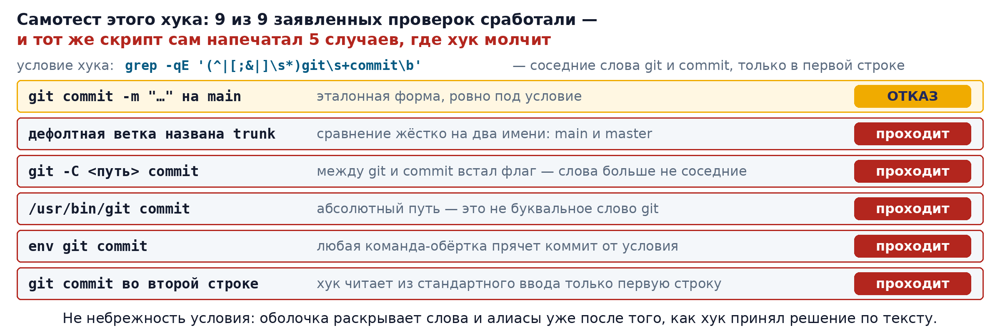 Самотест этого хука: 9 из 9 заявленных проверок сработали —
и тот же скрипт сам напечатал 5 случаев, где хук молчит
условие хука: grep -qE '(^|[;&|]\s*)git\s+commit\b' — соседние слова git и commit, только в первой строке
git commit -m "…" на main эталонная форма, ровно под условие ОТКАЗ
дефолтная ветка названа trunk сравнение жёстко на два имени: main и master проходит
git -C <путь> commit между git и commit встал флаг — слова больше не соседние проходит
/usr/bin/git commit абсолютный путь — это не буквальное слово git проходит
env git commit любая команда-обёртка прячет коммит от условия проходит
git commit во второй строке хук читает из стандартного ввода только первую строку проходит
Не небрежность условия: оболочка раскрывает слова и алиасы уже после того, как хук принял решение по тексту.